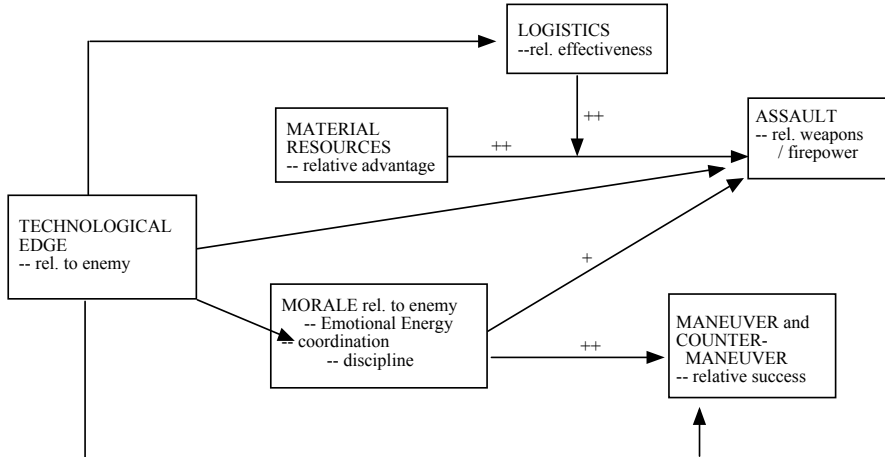 LOGISTICS
--rel. effectiveness
++
MATERIAL
RESOURCES
-- relative advantage
++
ASSAULT
-- rel. weapons
/ firepower
TECHNOLOGICAL
EDGE
-- rel. to enemy
+
MORALE rel. to enemy
-- Emotional Energy
-- coordination
-- discipline
++
MANEUVER and
COUNTER-
MANEUVER
-- relative success